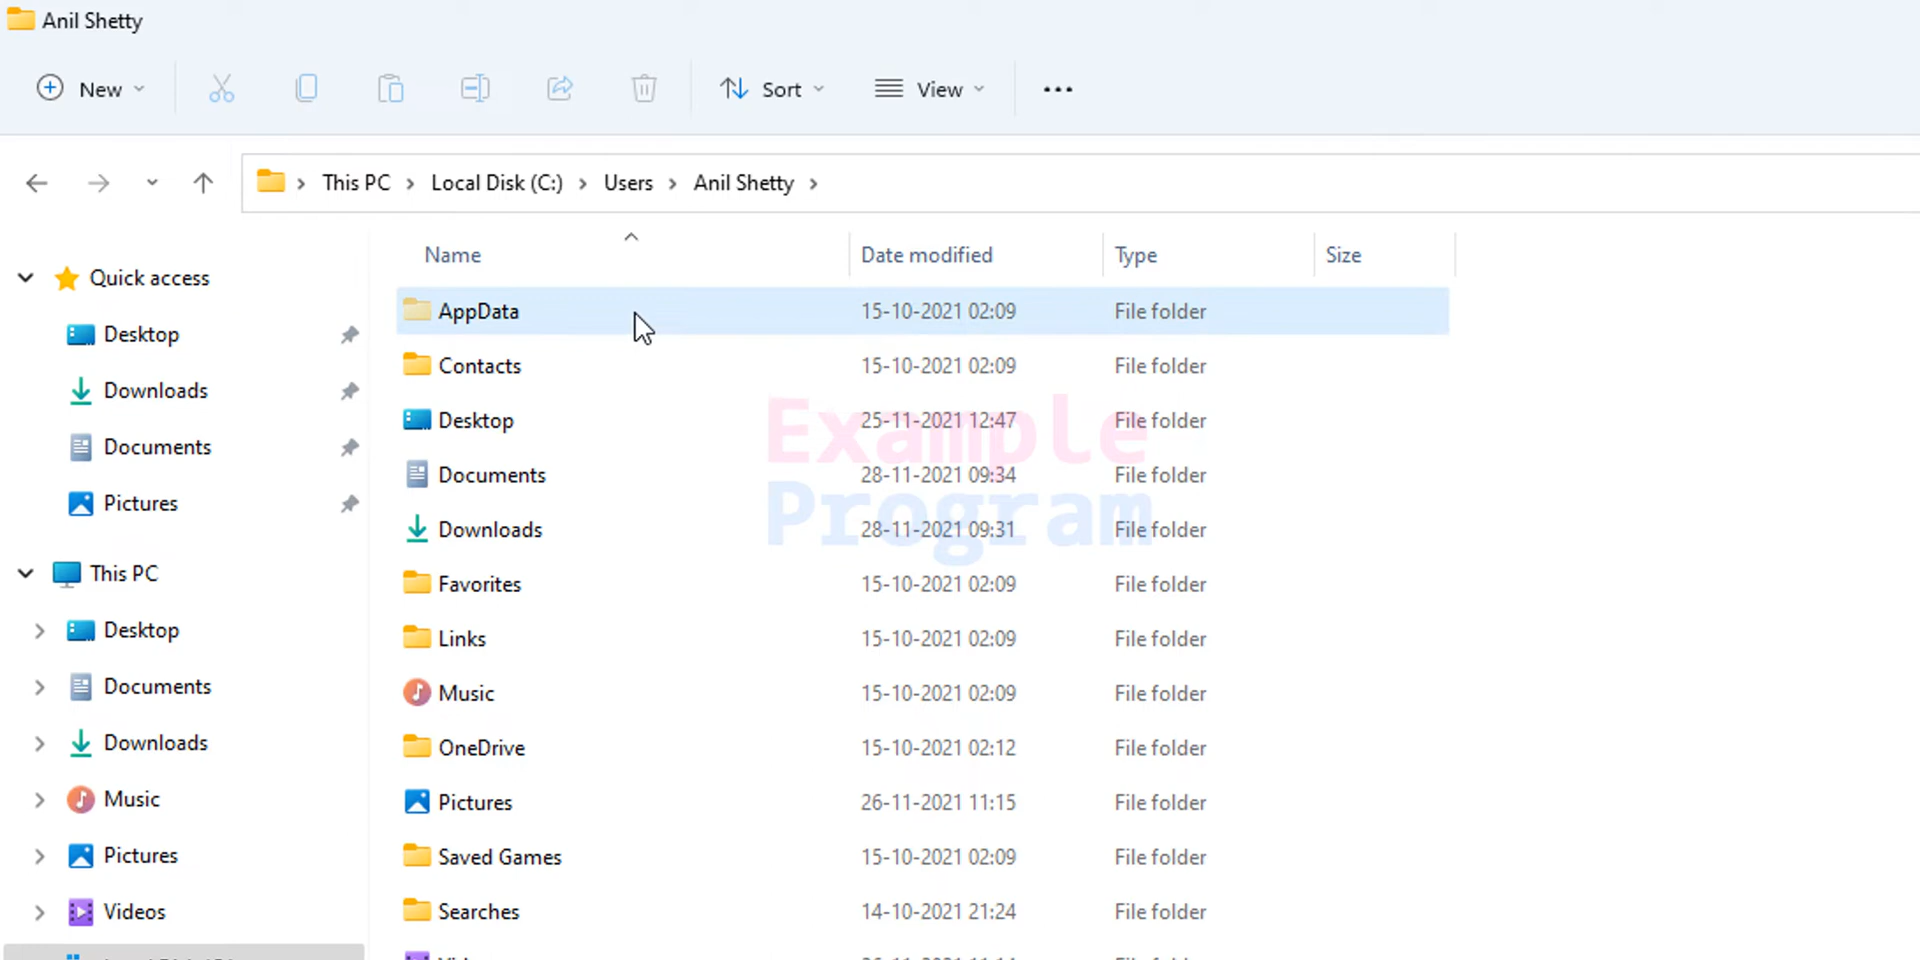 Anil Shetty
New Sort View
This PC Local Disk (C:) Users Anil Shetty
Name Date modified Type Size
Quick access
Desktop
Downloads
Documents
Pictures
This PC
Desktop
Documents
Downloads
Music
Pictures
Videos
AppData 15-10-2021 02:09 File folder
Contacts 15-10-2021 02:09 File folder
Desktop 25-11-2021 12:47 File folder
Documents 28-11-2021 09:34 File folder
Downloads 28-11-2021 09:31 File folder
Favorites 15-10-2021 02:09 File folder
Links 15-10-2021 02:09 File folder
Music 15-10-2021 02:09 File folder
OneDrive 15-10-2021 02:12 File folder
Pictures 26-11-2021 11:15 File folder
Saved Games 15-10-2021 02:09 File folder
Searches 14-10-2021 21:24 File folder
Example
Program